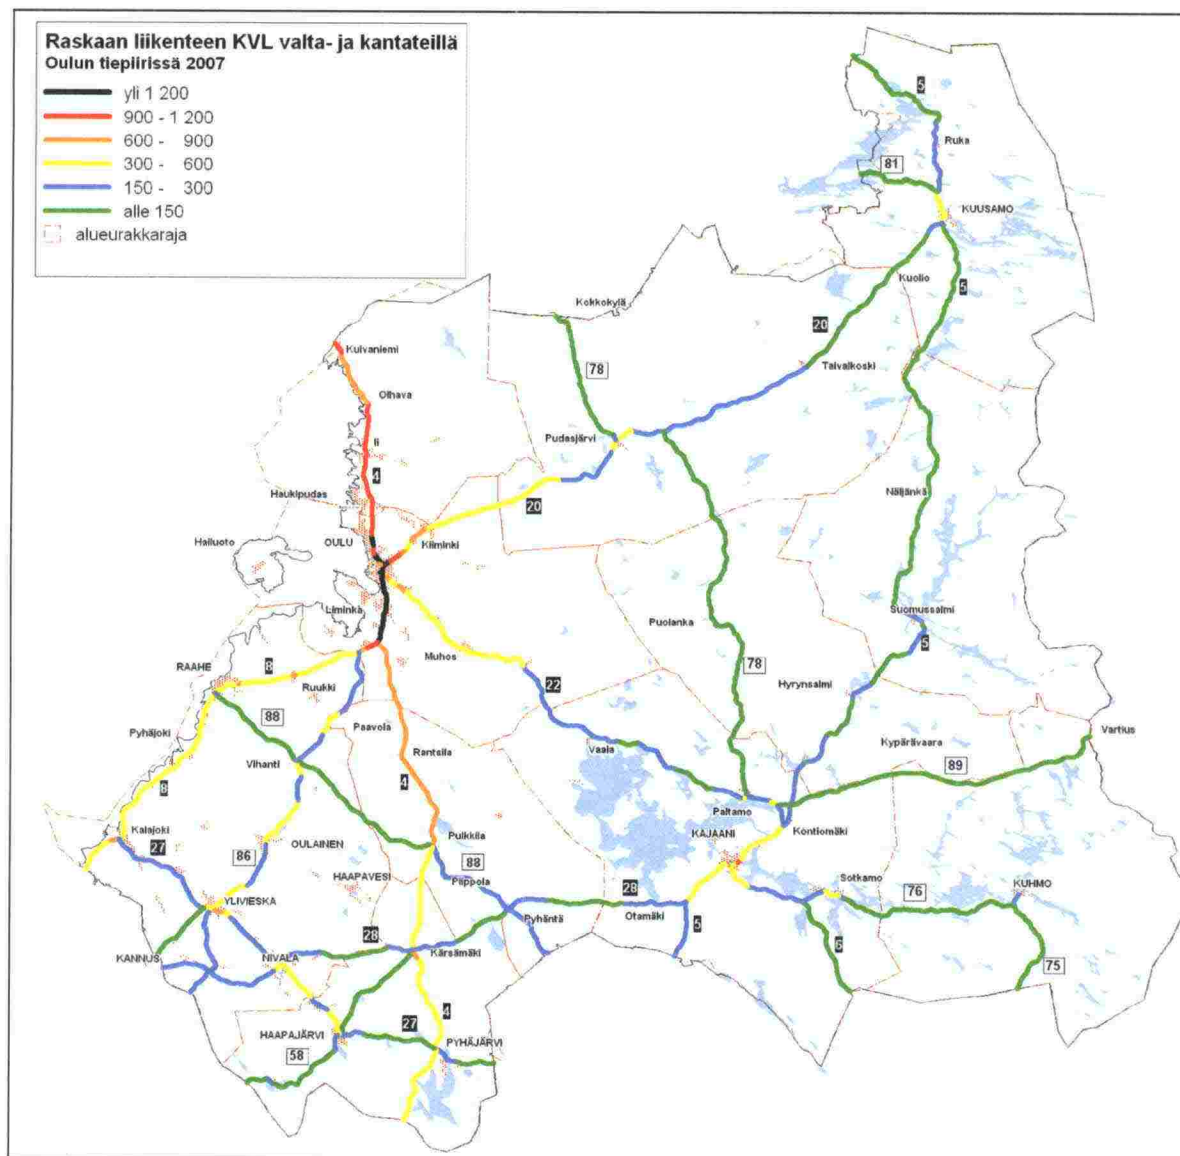 Raskaan liikenteen KVL valta- ja kantateillä
Oulun tiepiirissä 2007
yli 1 200
900 - 1 200
600 - 900
300 - 600
150 - 300
alle 150
alueurakkaraja
5
Ruka
81
KUUSAMO
Kuolio
5
Kokkokylä
20
Kuivaniemi
Taivalkoski
78
Olhava
Ii
Pudasjärvi
4
Haukipudas
Näljänkä
20
OULU
Kiiminki
Hailuoto
Liminka
Suomussalmi
Puolanka
5
Muhos
RAAHE
8
78
Ruukki
22
Hyrynsalmi
88
Paavola
Pyhäjoki
Vartius
Vaala
Rantsila
Kypärävaara
Vihanti
89
4
8
Paltamo
Kalajoki
Pulkkila
KAJAANI
Kontiomäki
27
OULAINEN
86
88
HAAPAVESI
Piippola
Sotkamo
KUHMO
YLIVIESKA
28
76
Otamäki
Pyhäntä
5
28
6
KANNUS
NIVALA
Kärsämäki
75
4
27
HAAPAJÄRVI
PYHÄJÄRVI
58